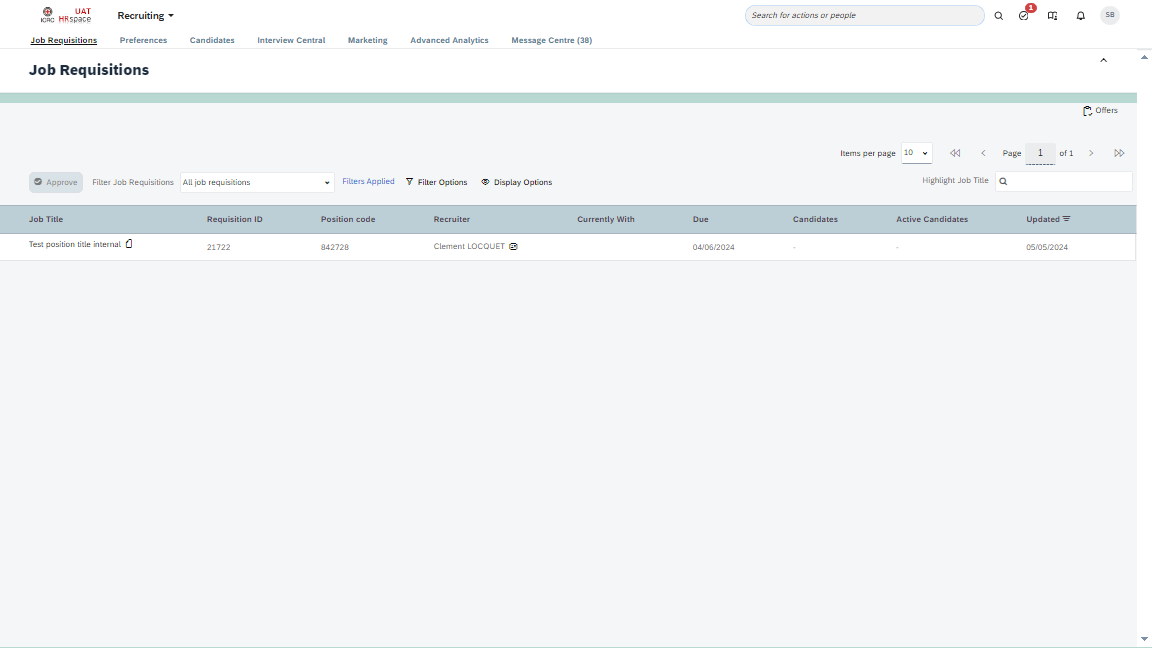 ICRC UAT HRspace Recruiting Search for actions or people 1 SB
Job Requisitions Preferences Candidates Interview Central Marketing Advanced Analytics Message Centre (38)
Job Requisitions
Offers
Items per page 10 Page 1 of 1
Approve Filter Job Requisitions All job requisitions Filters Applied Filter Options Display Options Highlight Job Title
Job Title Requisition ID Position code Recruiter Currently With Due Candidates Active Candidates Updated
Test position title internal 21722 842728 Clement LOCQUET 04/06/2024 - - 05/05/2024